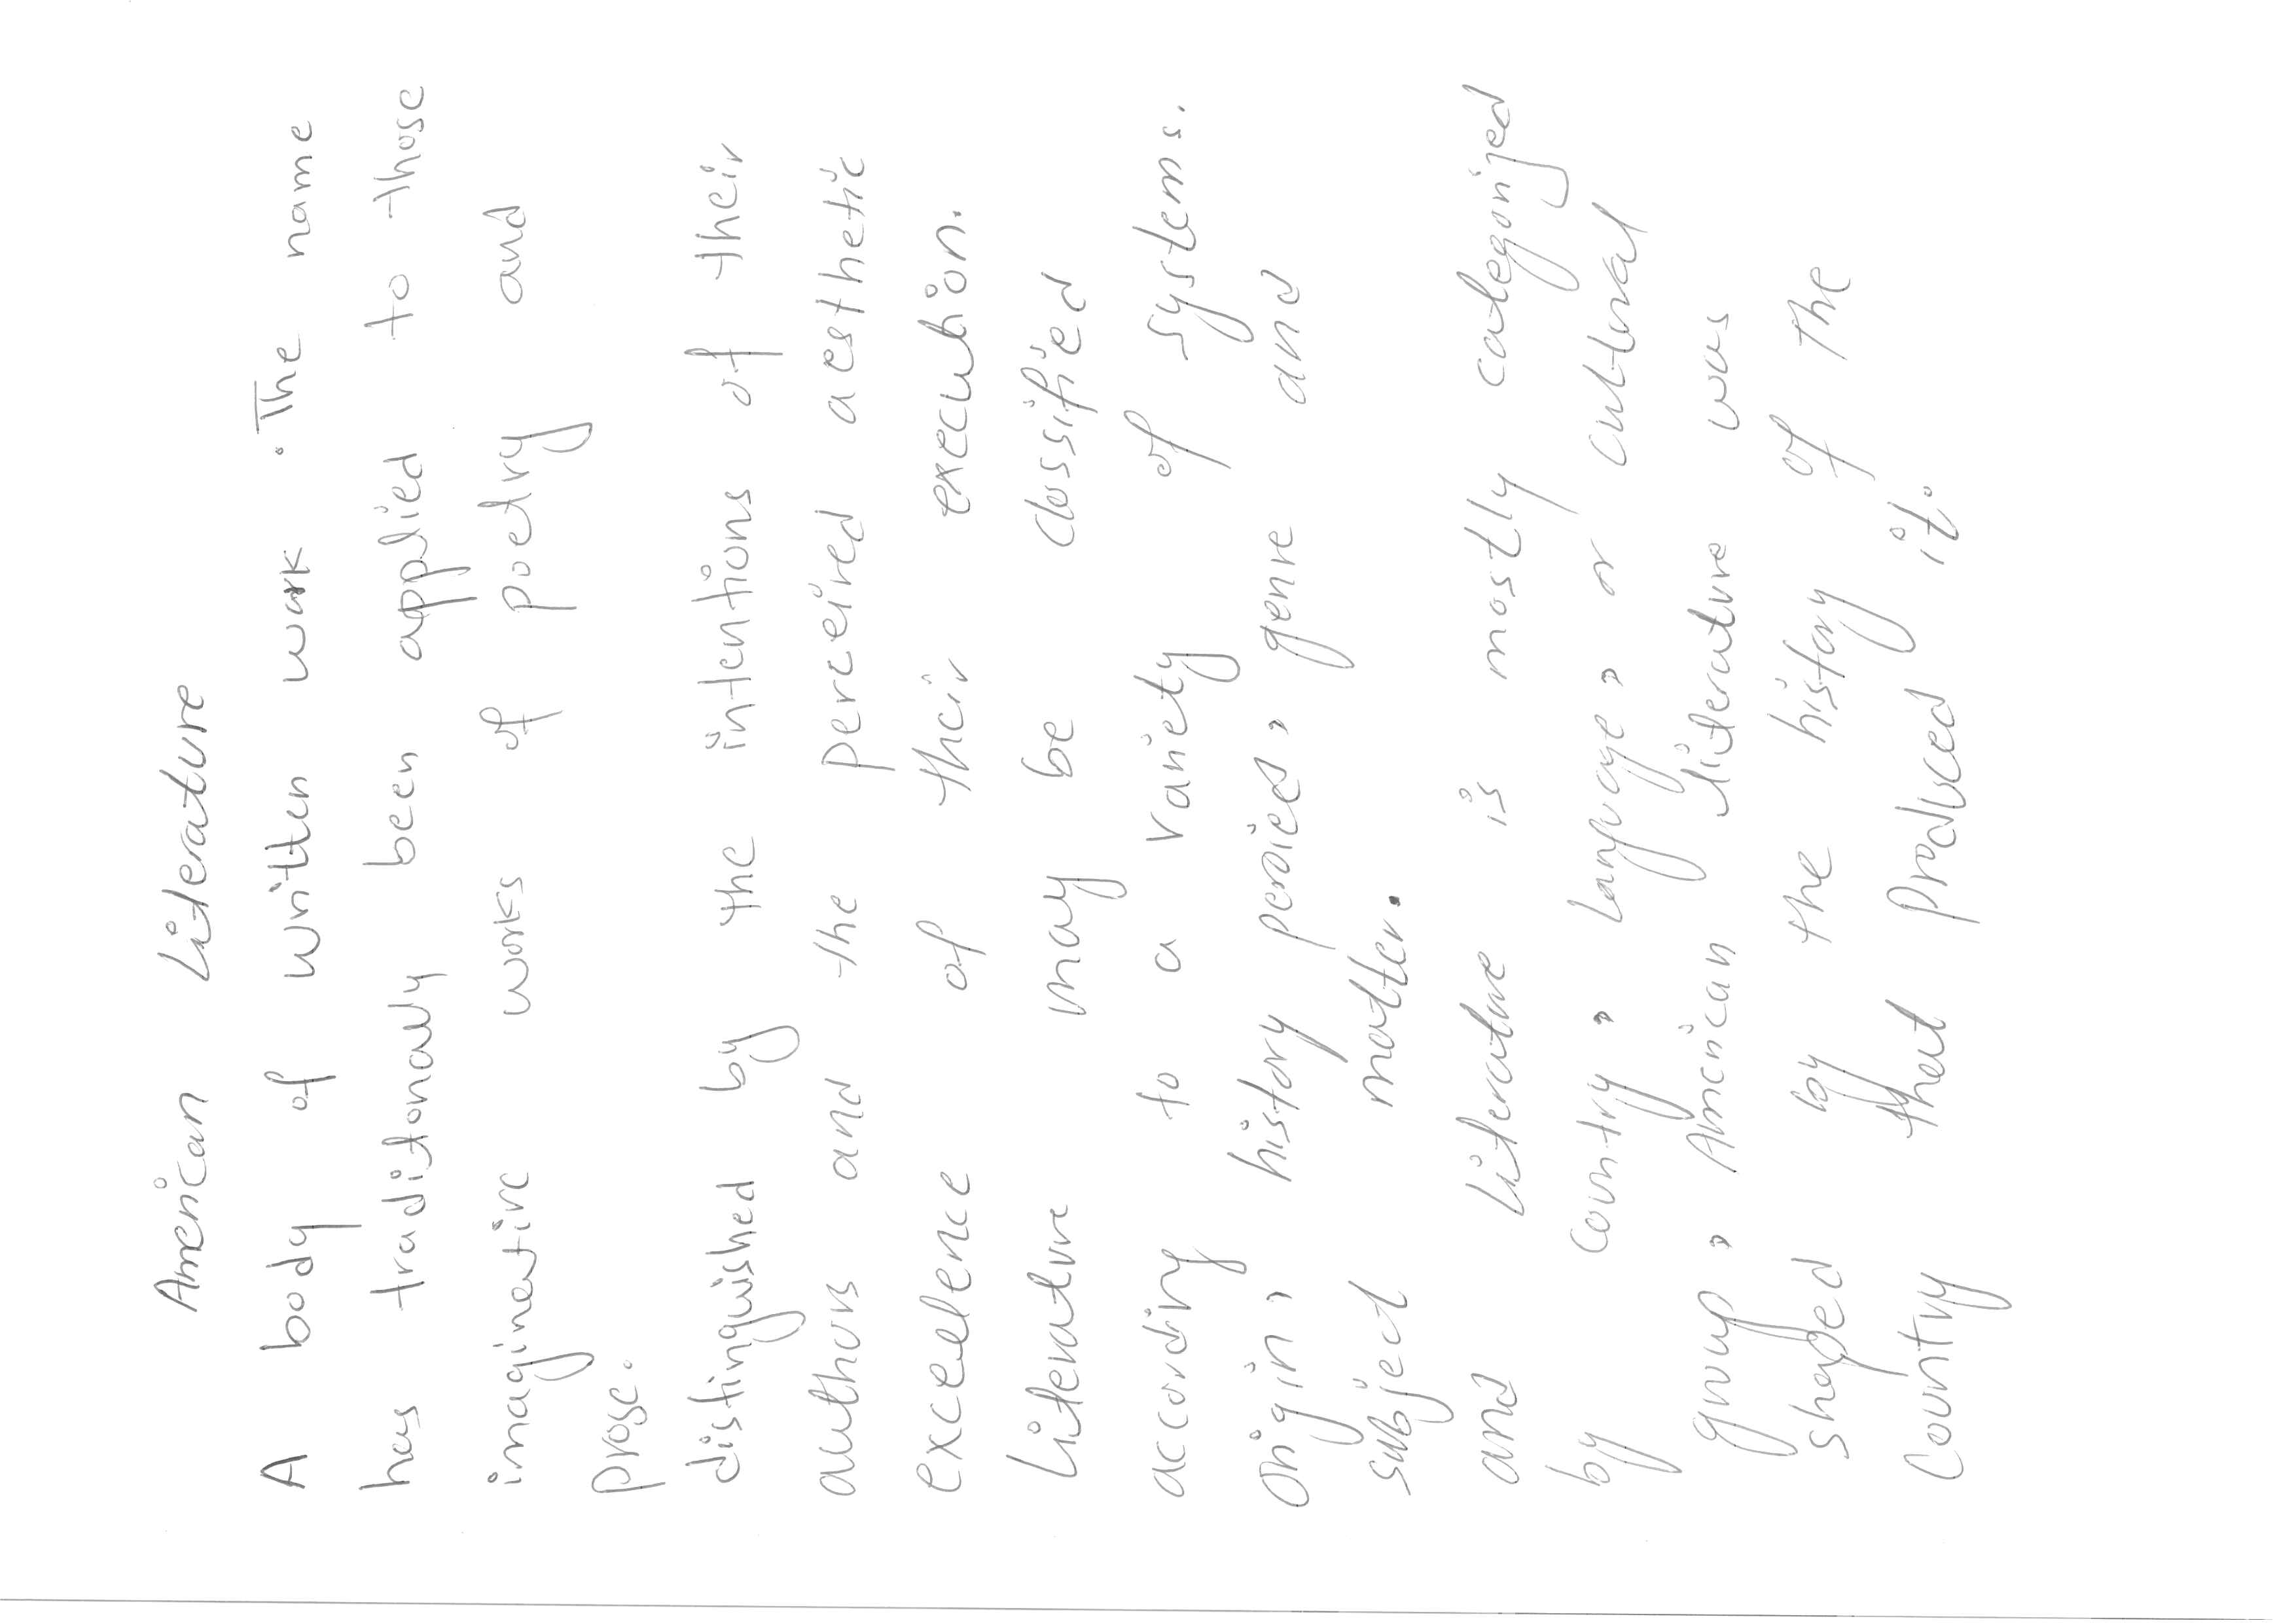 American Literature
A body of written work . The name
has traditonally been applied to those
imaginative works of poetry and
prose.
distinguished by the intentions of their
authors and the perceived aesthetic
exceellence of their execution.
Literature may be classified
according to a variety of systems.
Origin, history peroied, genre and
subject matter.
and literature is mostly categorized
by country, language, or cultural
group, American literature was
shaped by the history of the
Country that produced it.